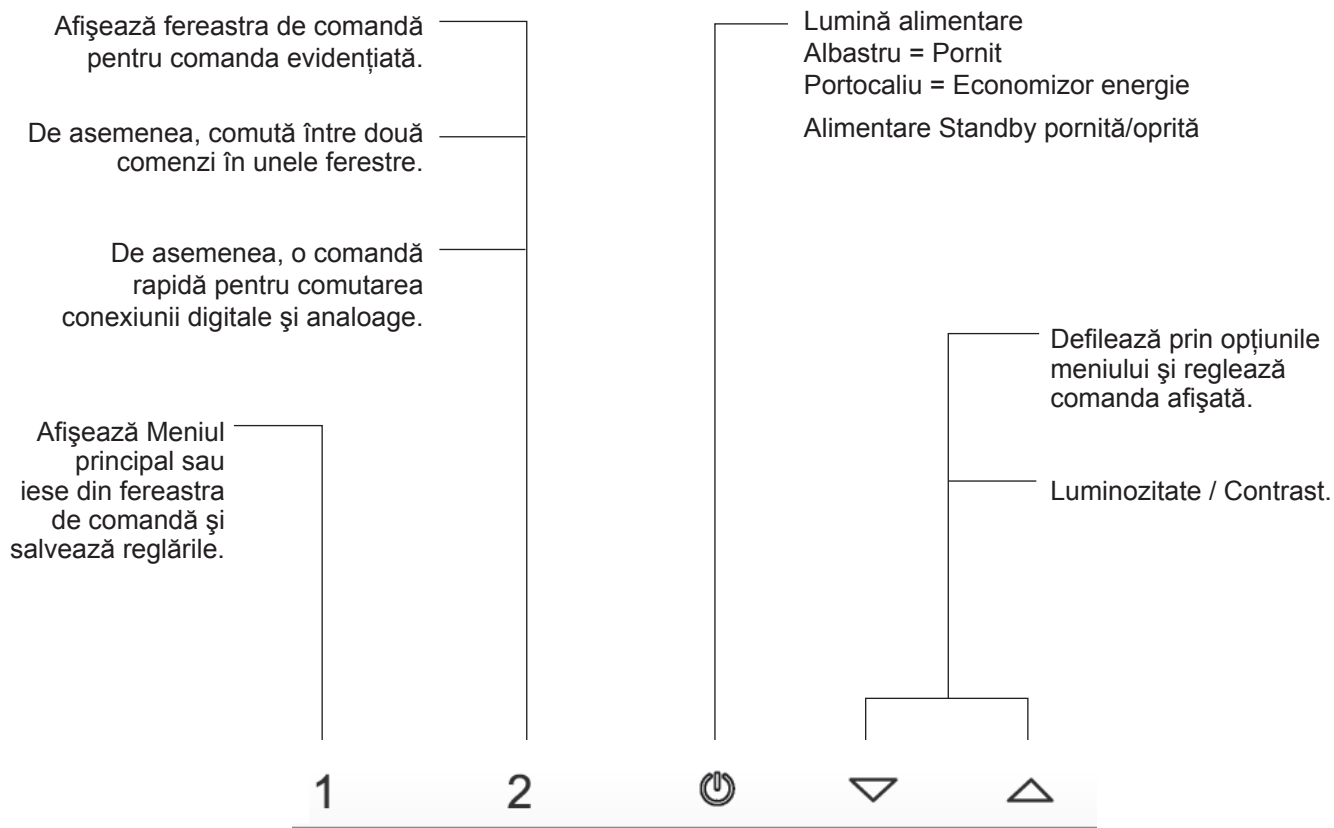 Afişează fereastra de comandă
pentru comanda evidenţiată.
De asemenea, comută între două
comenzi în unele ferestre.
De asemenea, o comandă
rapidă pentru comutarea
conexiunii digitale şi analoage.
Afişează Meniul
principal sau
iese din fereastra
de comandă şi
salvează reglările.
Lumină alimentare
Albastru = Pornit
Portocaliu = Economizor energie
Alimentare Standby pornită/oprită
Defilează prin opţiunile
meniului şi reglează
comanda afişată.
Luminozitate / Contrast.
1 2